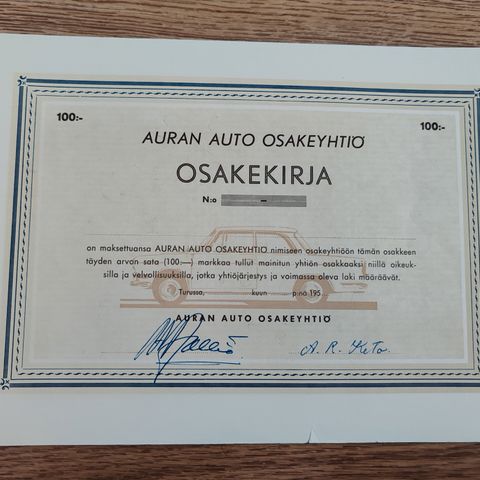 100:-
100:-
AURAN AUTO OSAKEYHTIÖ
OSAKEKIRJA
N:o -
on maksettuansa AURAN AUTO OSAKEYHTIÖ nimiseen osakeyhtiöön tämän osakkeen
täyden arvon sata (100.—) markkaa tullut mainitun yhtiön osakkaaksi niillä oikeuk-
silla ja velvollisuuksilla, jotka yhtiöjärjestys ja voimassa oleva laki määräävät.
Turussa, kuun p:nä 195
AURAN AUTO OSAKEYHTIÖ
A. R. Keto